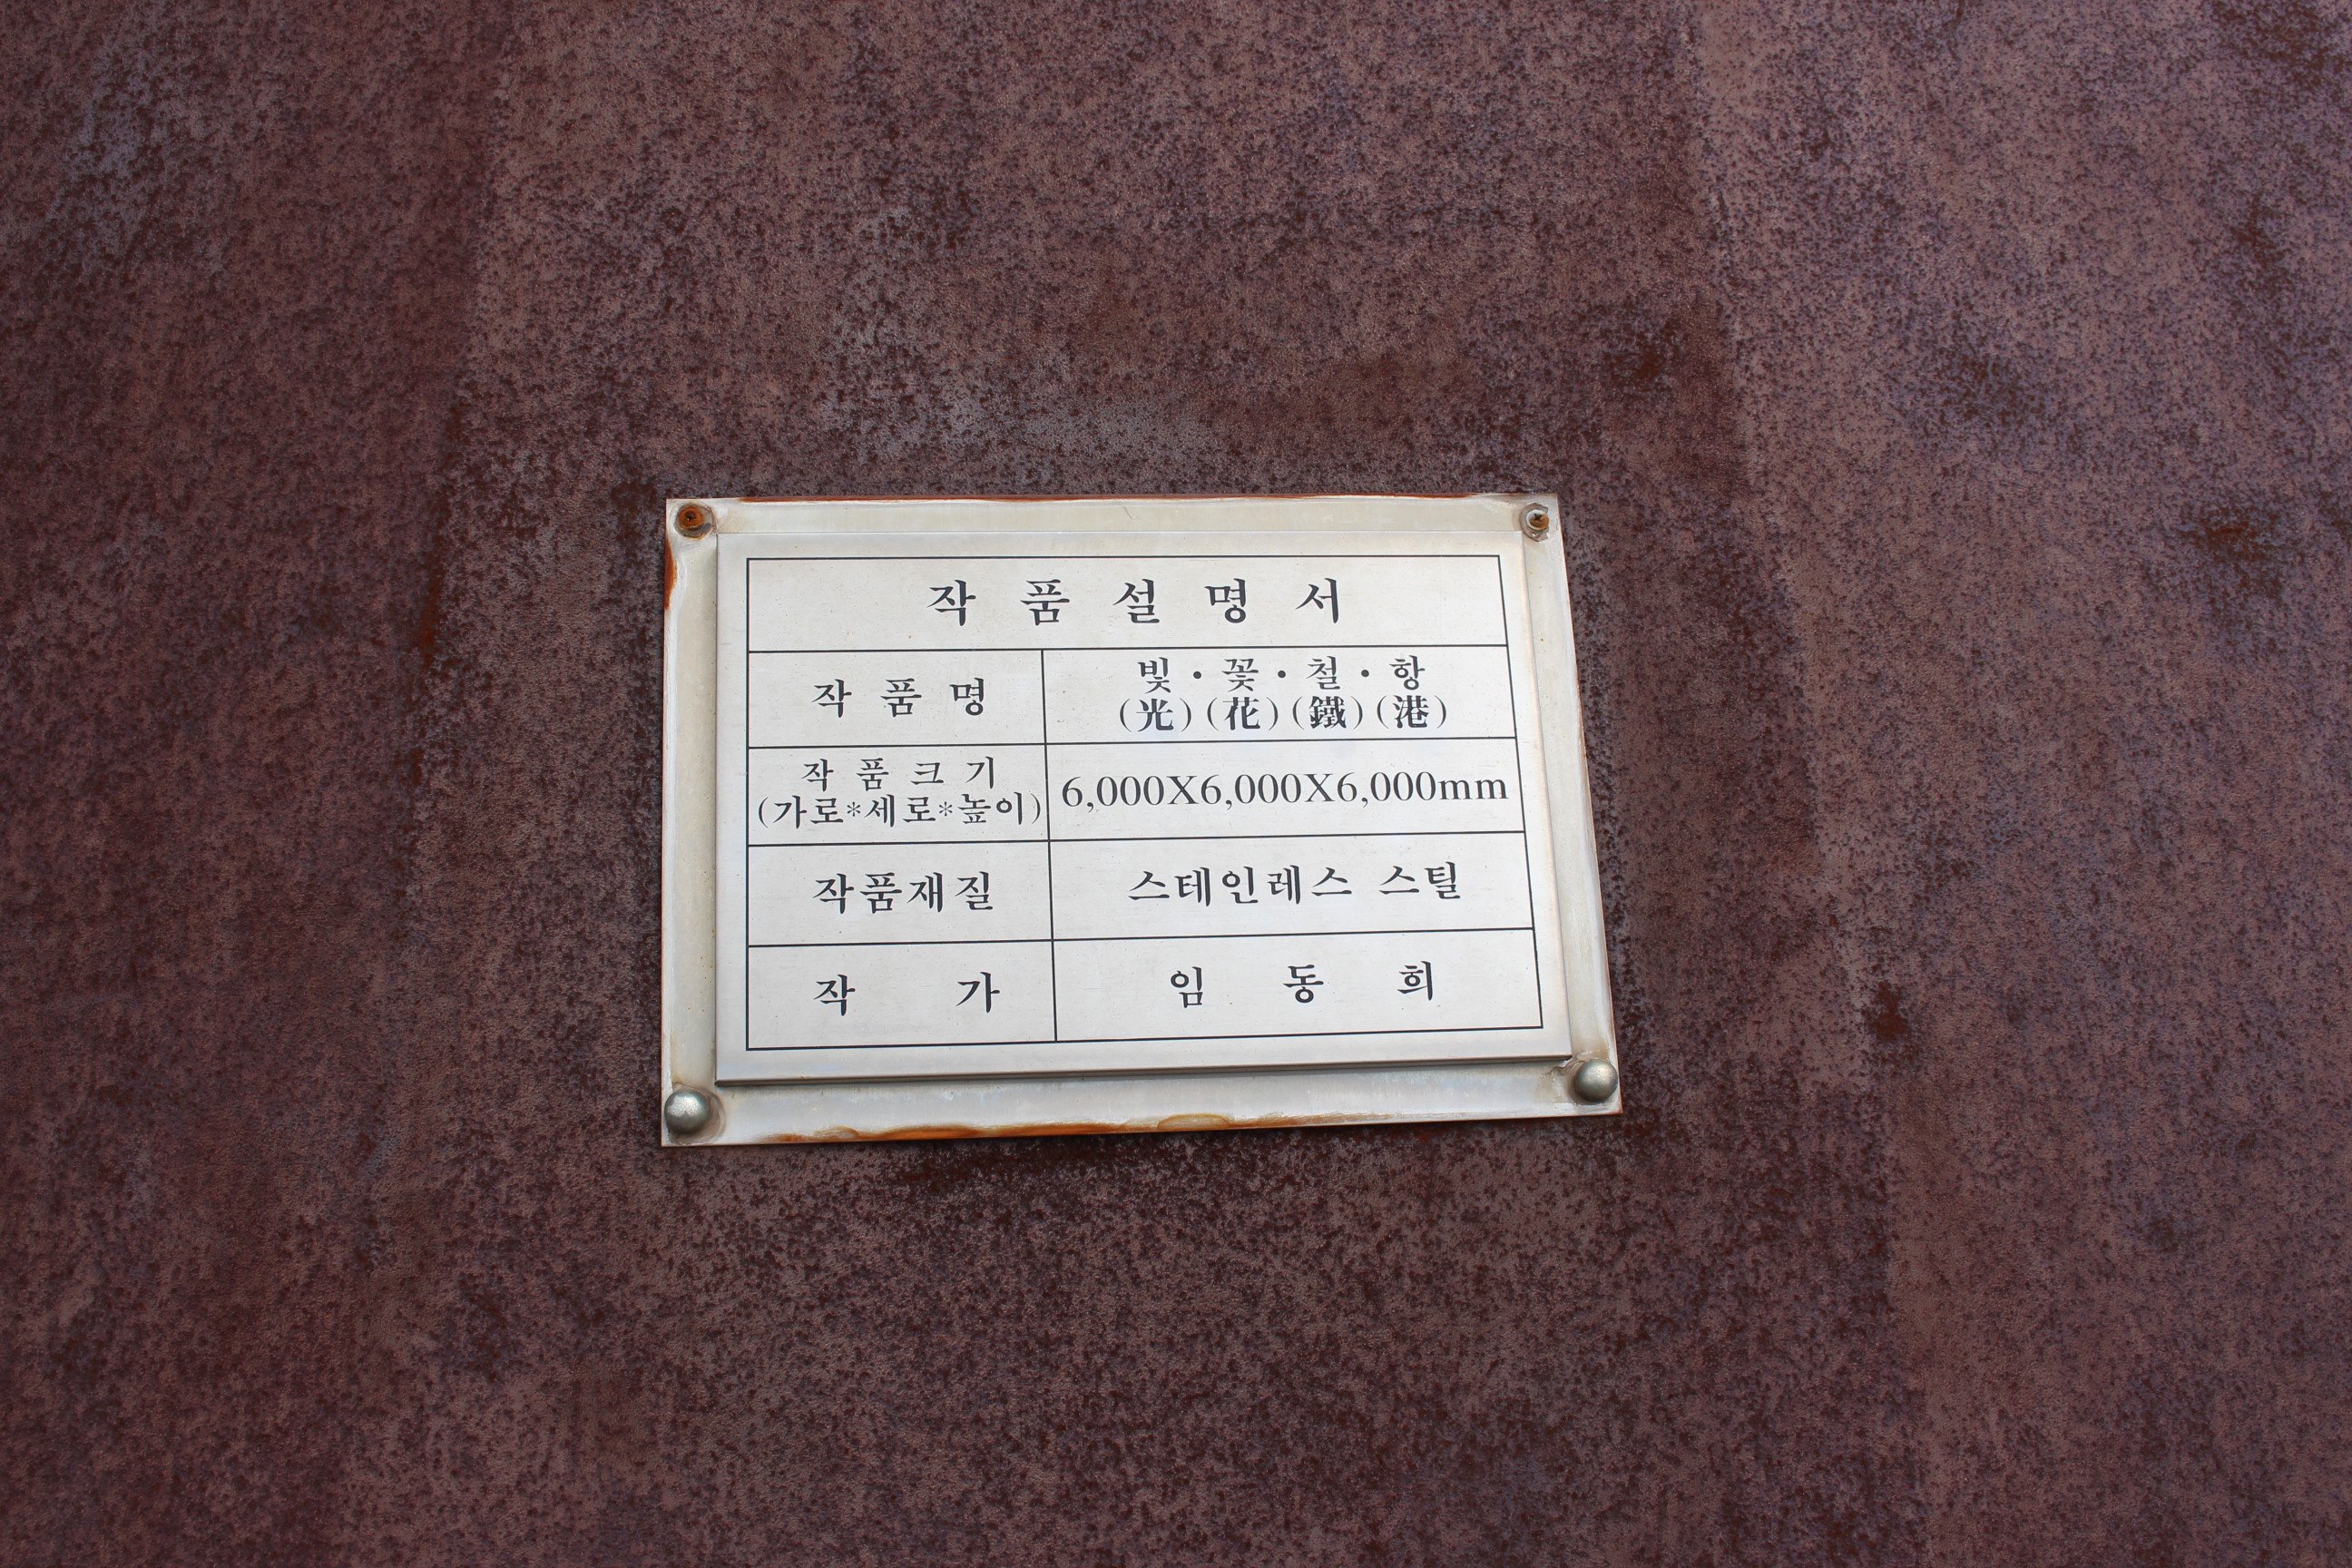 작 품 설 명 서
작 품 명
빛·꽃·철·항
(光)(花)(鐵)(港)
작 품 크 기
(가로*세로*높이)
6,000X6,000X6,000mm
작품재질
스테인레스 스틸
작 가
임 동 희